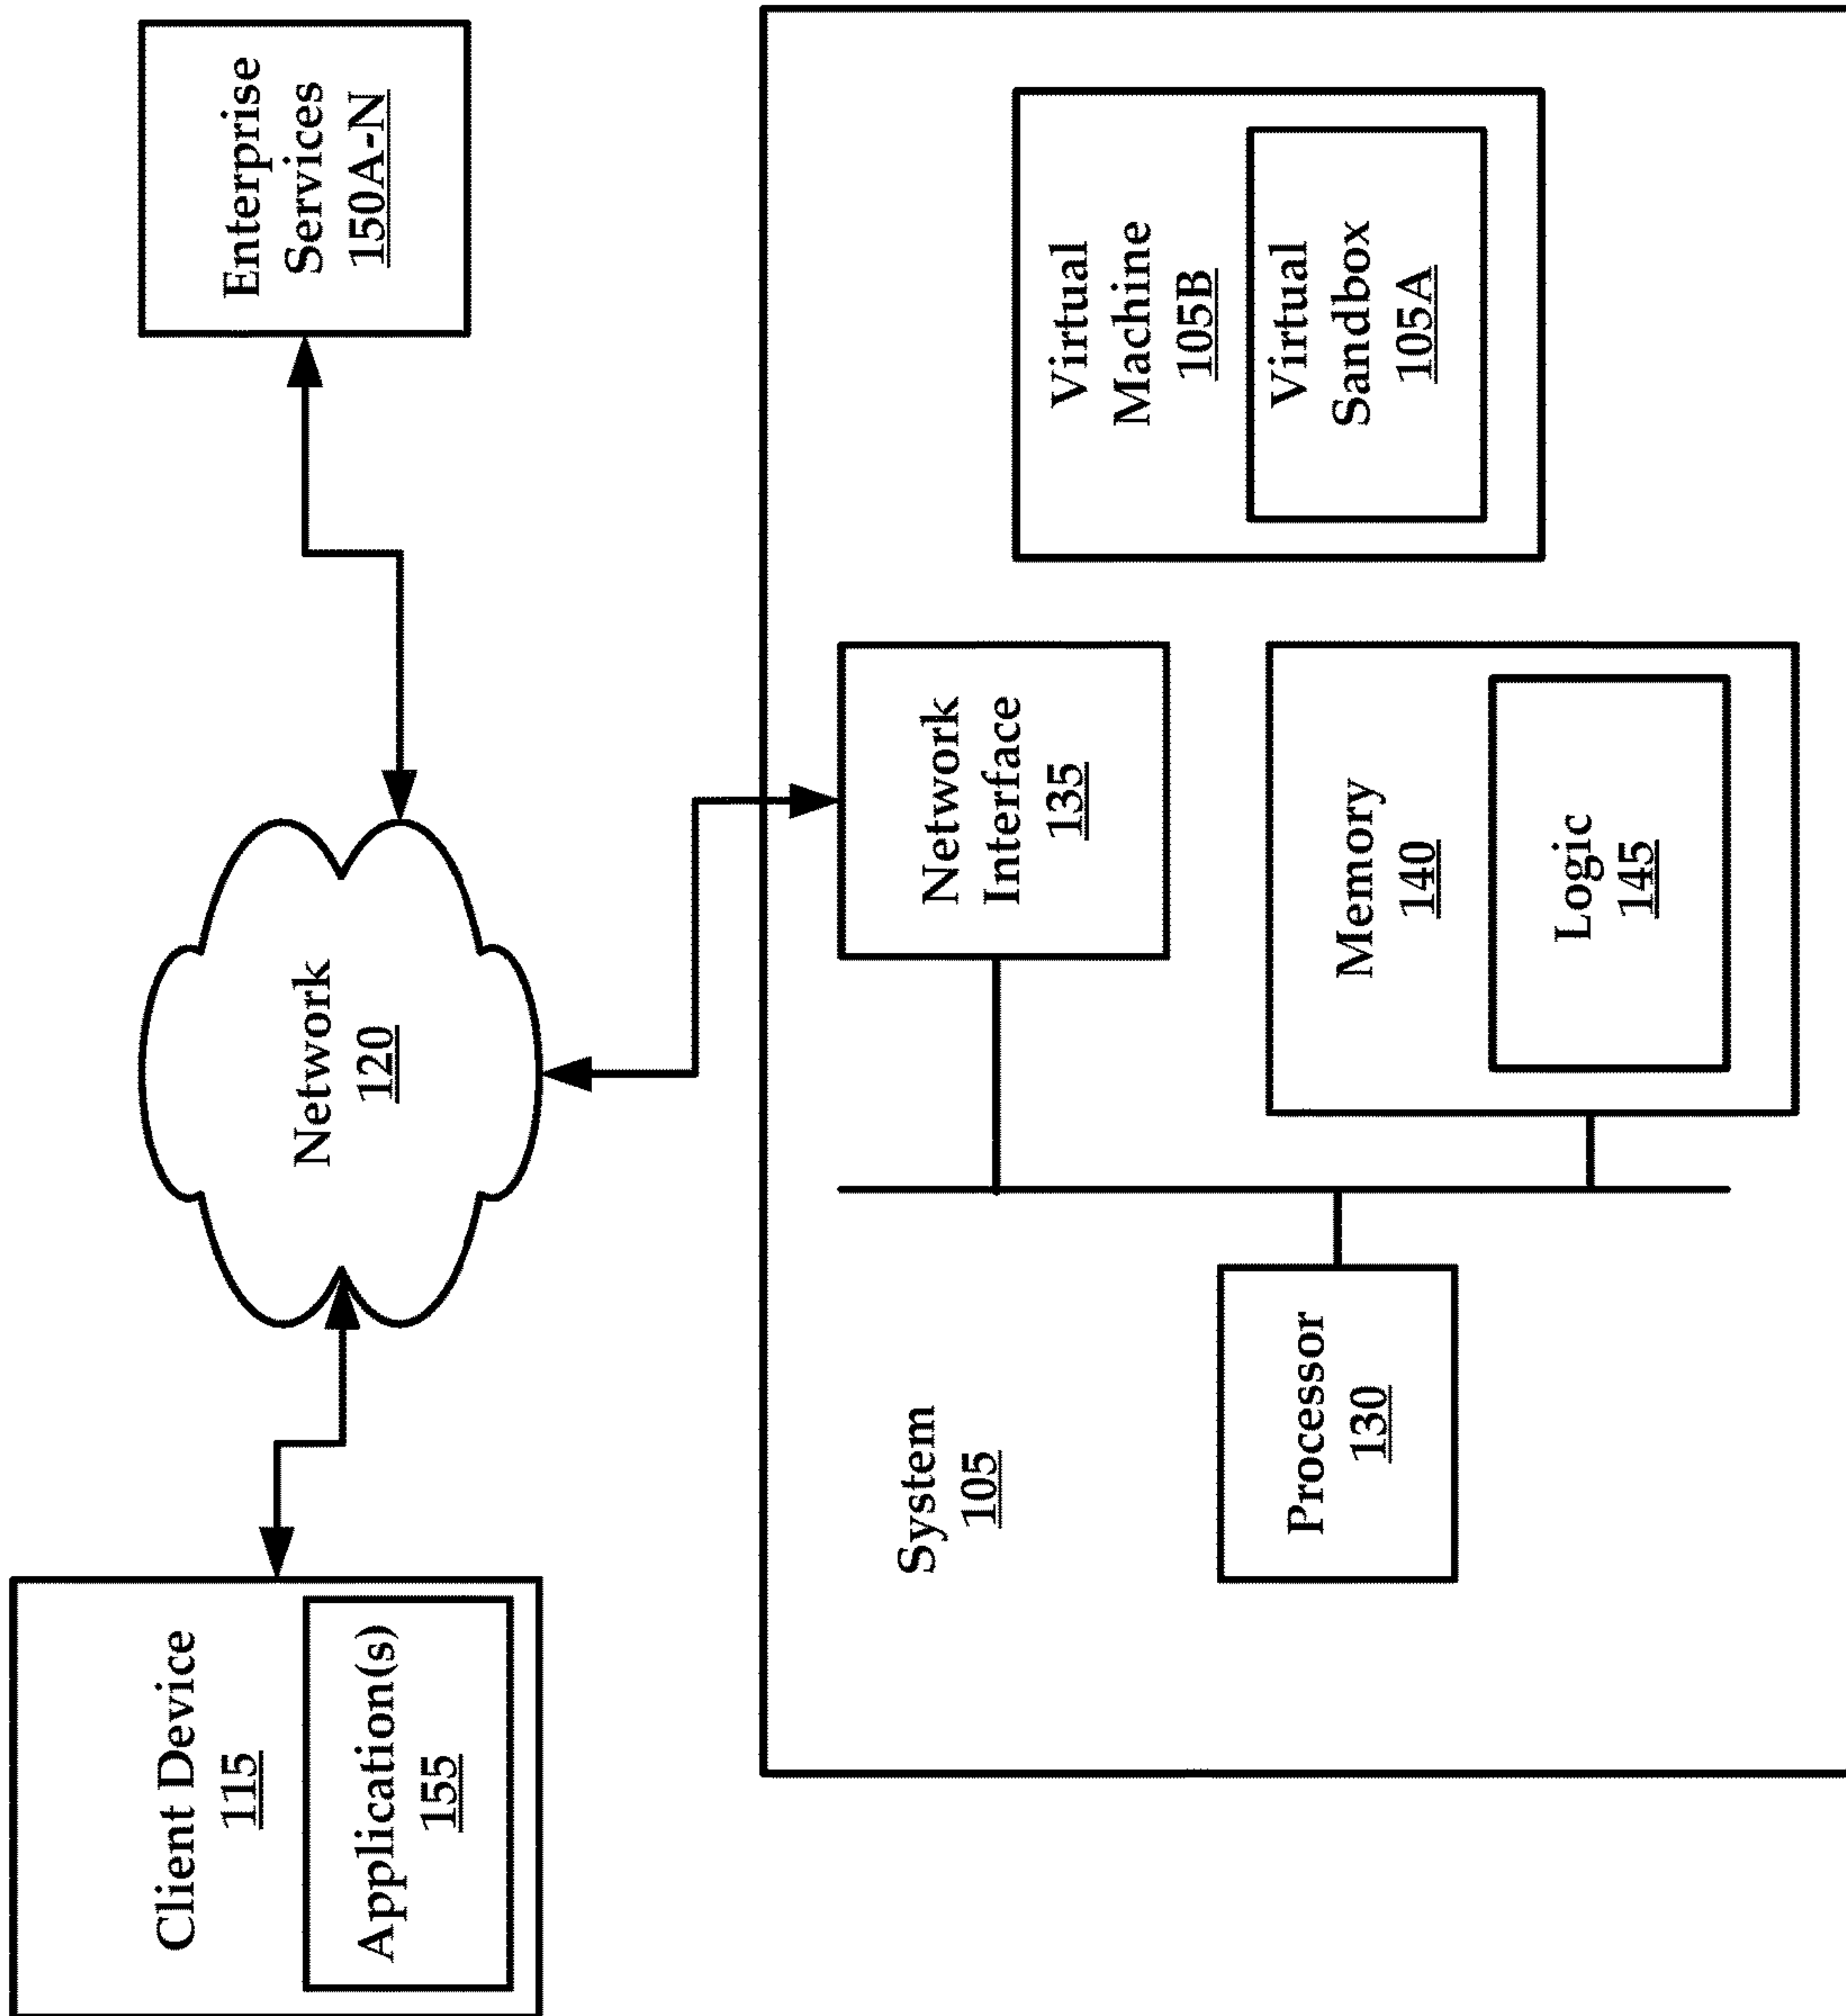 Client Device
115
Application(s)
155
Network
120
Enterprise
Services
150A-N
System
105
Processor
130
Network
Interface
135
Memory
140
Logic
145
Virtual
Machine
105B
Virtual
Sandbox
105A